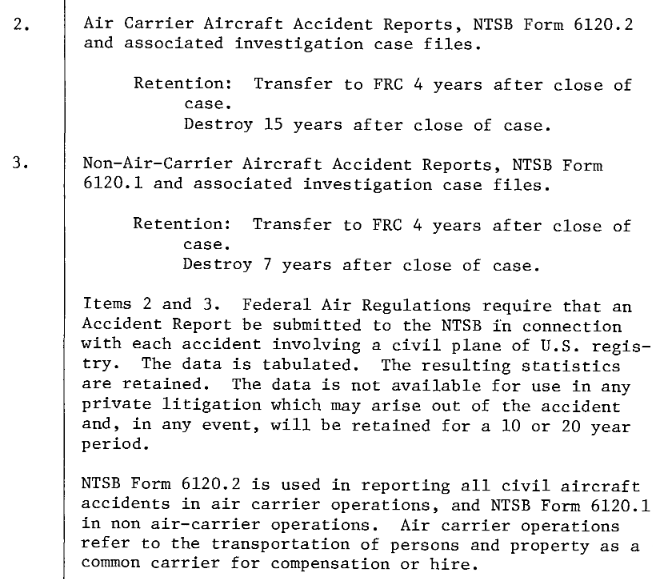 2. Air Carrier Aircraft Accident Reports, NTSB Form 6120.2
and associated investigation case files.
Retention: Transfer to FRC 4 years after close of
case.
Destroy 15 years after close of case.
3. Non-Air-Carrier Aircraft Accident Reports, NTSB Form
6120.1 and associated investigation case files.
Retention: Transfer to FRC 4 years after close of
case.
Destroy 7 years after close of case.
Items 2 and 3. Federal Air Regulations require that an
Accident Report be submitted to the NTSB in connection
with each accident involving a civil plane of U.S. regis-
try. The data is tabulated. The resulting statistics
are retained. The data is not available for use in any
private litigation which may arise out of the accident
and, in any event, will be retained for a 10 or 20 year
period.
NTSB Form 6120.2 is used in reporting all civil aircraft
accidents in air carrier operations, and NTSB Form 6120.1
in non air-carrier operations. Air carrier operations
refer to the transportation of persons and property as a
common carrier for compensation or hire.